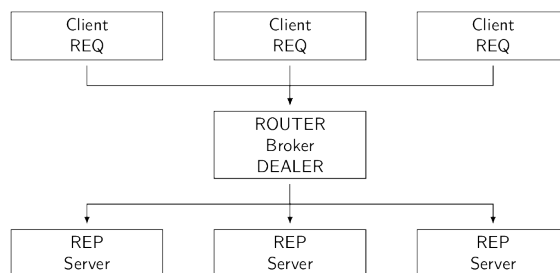 Client
REQ
Client
REQ
Client
REQ
ROUTER
Broker
DEALER
REP
Server
REP
Server
REP
Server